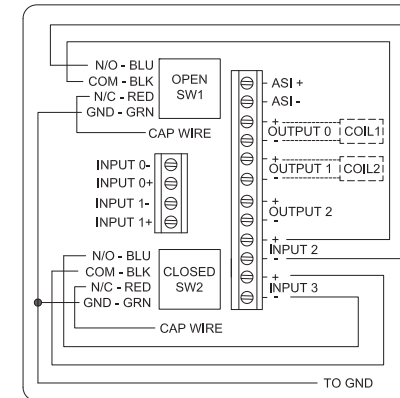 N/O - BLU
COM - BLK
N/C - RED
GND - GRN
CAP WIRE
OPEN
SW1
INPUT 0-
INPUT 0+
INPUT 1-
INPUT 1+
N/O - BLU
COM - BLK
N/C - RED
GND - GRN
CAP WIRE
CLOSED
SW2
ASI +
ASI -
+
OUTPUT 0 COIL1
-
+
OUTPUT 1 COIL2
-
+
OUTPUT 2
-
+
INPUT 2
-
+
INPUT 3
-
TO GND